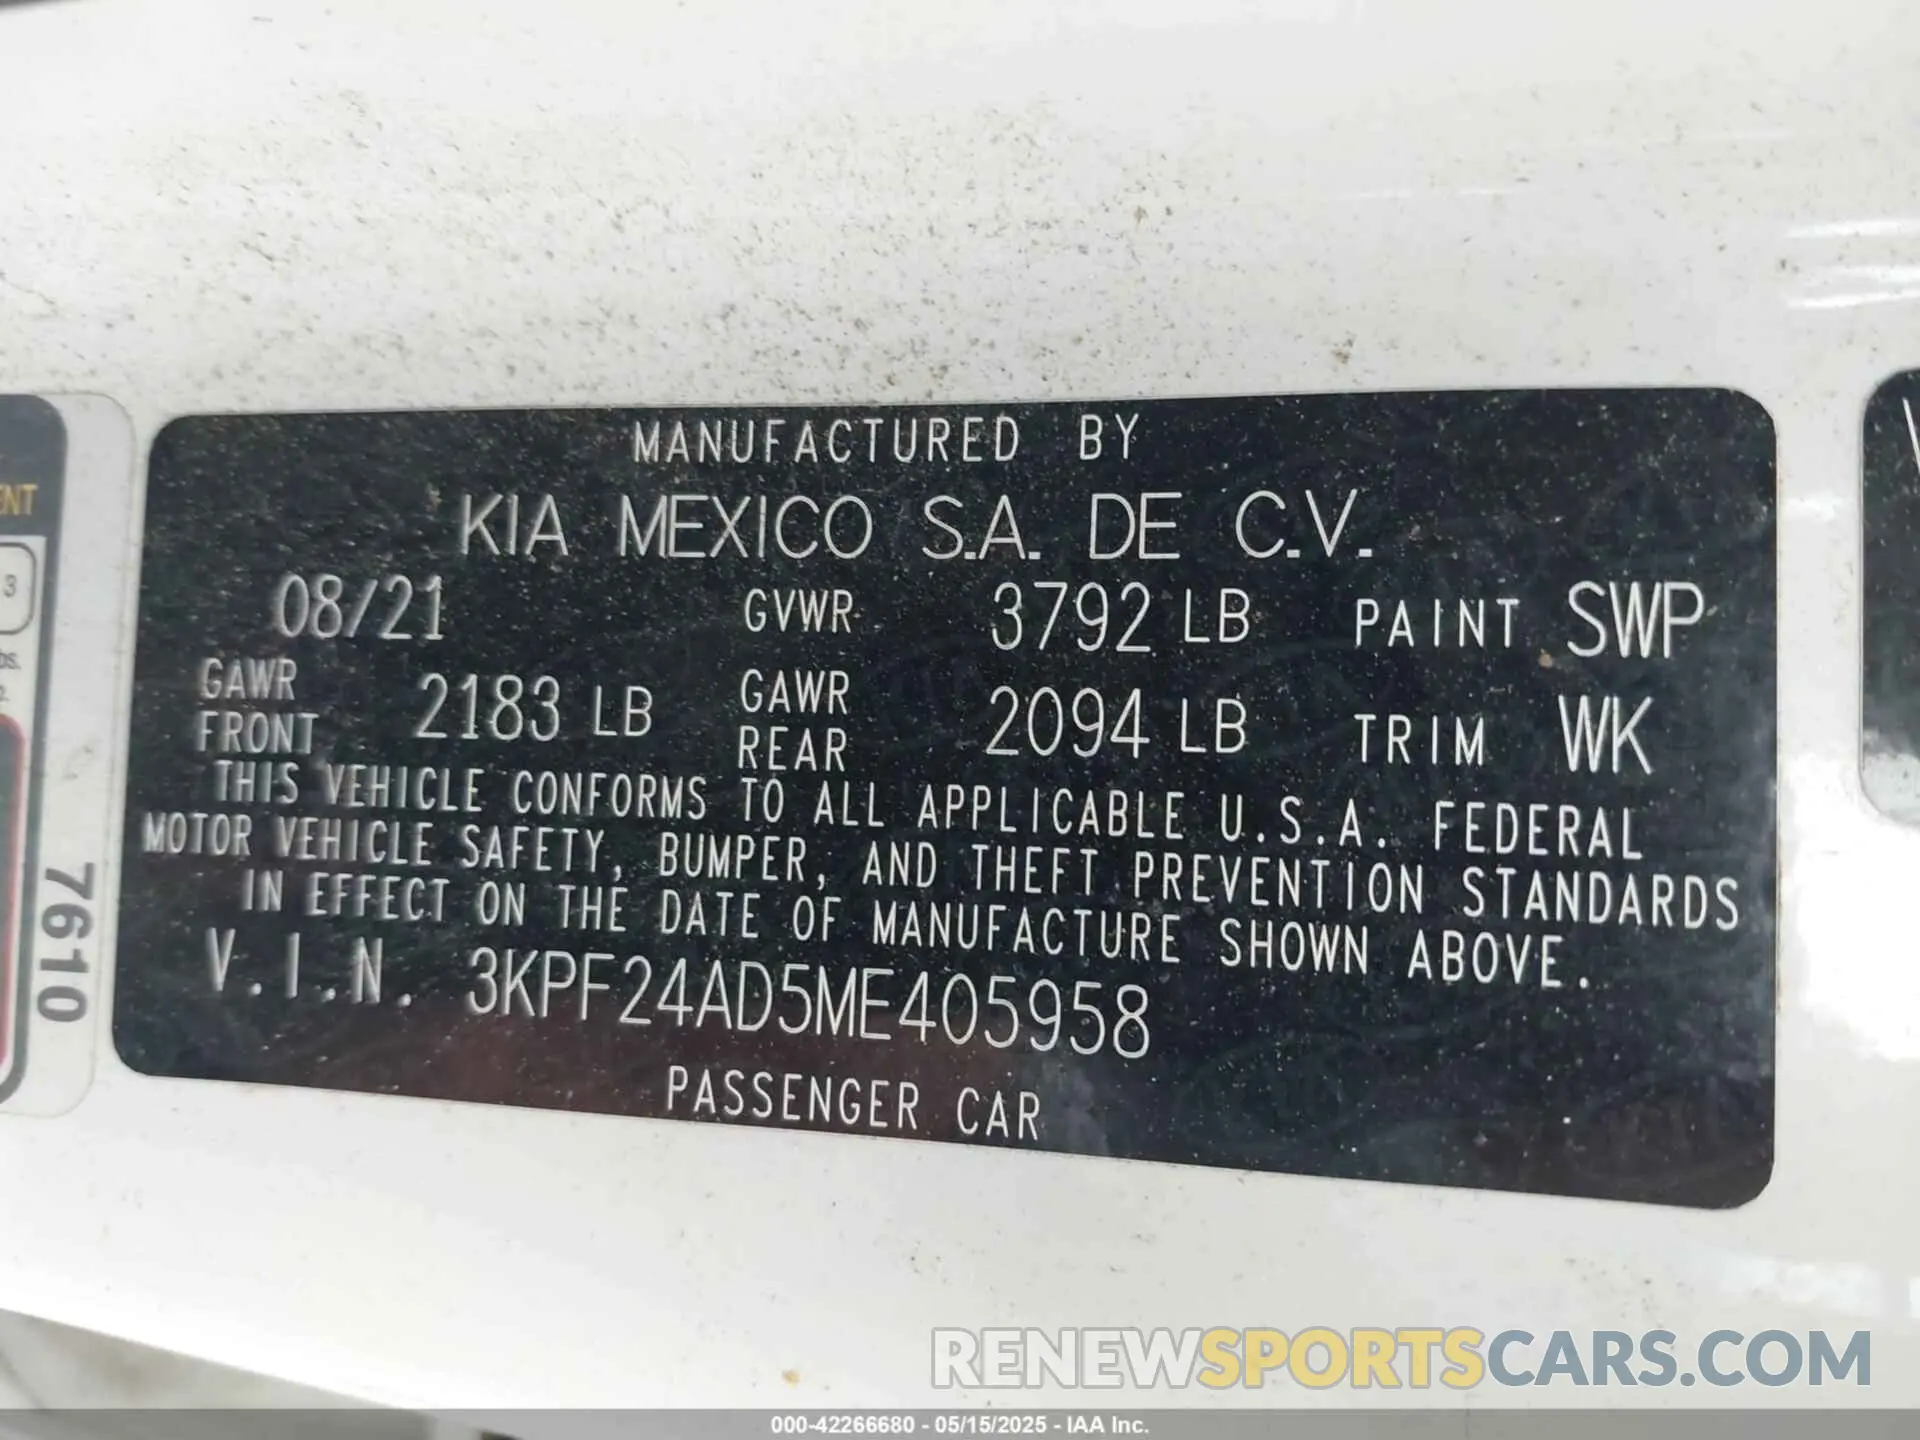 MANUFACTURED BY
KIA MEXICO S.A. DE C.V.
08/21 GVWR 3792 LB PAINT SWP
GAWR FRONT 2183 LB GAWR REAR 2094 LB TRIM WK
THIS VEHICLE CONFORMS TO ALL APPLICABLE U.S.A. FEDERAL
MOTOR VEHICLE SAFETY, BUMPER, AND THEFT PREVENTION STANDARDS
IN EFFECT ON THE DATE OF MANUFACTURE SHOWN ABOVE.
V.I.N. 3KPF24AD5ME405958
PASSENGER CAR
3
7610
RENEWSPORTSCARS.COM
000-42266680 - 05/15/2025 - IAA Inc.